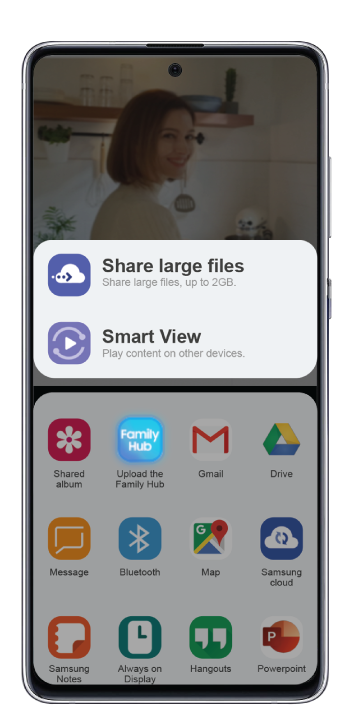 Share large files
Share large files, up to 2GB.
Smart View
Play content on other devices.
Family
Hub
G
P
Shared
album
Upload the
Family Hub
Gmail
Drive
Message
Bluetooth
Map
Samsung
cloud
Samsung
Notes
Always on
Display
Hangouts
Powerpoint